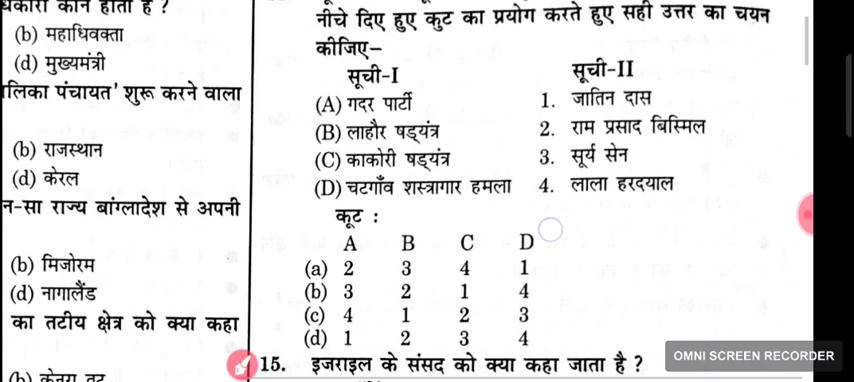 (b) महाधिवक्ता
(d) मुख्यमंत्री
पंचायत' शुरू करने वाला
(b) राजस्थान
(d) केरल
राज्य बांग्लादेश से अपनी
(b) मिजोरम
(d) नागालैंड
का तटीय क्षेत्र को क्या कहा
नीचे दिए हुए कुट का प्रयोग करते हुए सही उत्तर का चयन
कीजिए–
सूची-I सूची-II
(A) गदर पार्टी 1. जातिन दास
(B) लाहौर षड्यंत्र 2. राम प्रसाद बिस्मिल
(C) काकोरी षड्यंत्र 3. सूर्य सेन
(D) चटगाँव शस्त्रागार हमला 4. लाला हरदयाल
कूट :
A B C D
(a) 2 3 4 1
(b) 3 2 1 4
(c) 4 1 2 3
(d) 1 2 3 4
15. इजराइल के संसद को क्या कहा जाता है ?
OMNI SCREEN RECORDER